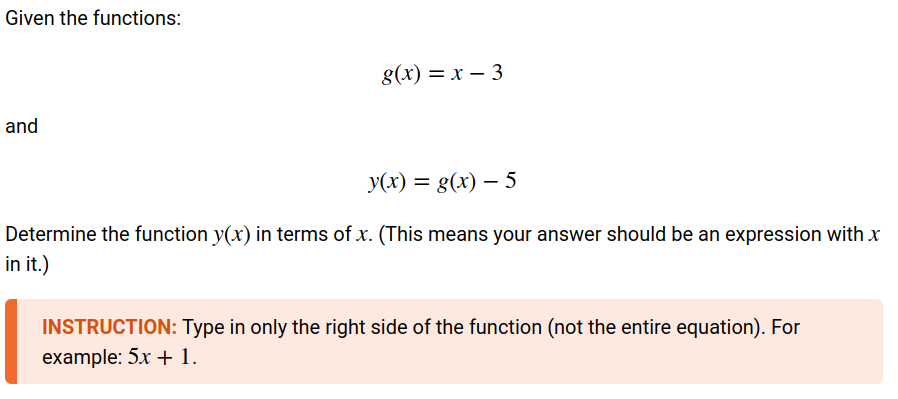 Given the functions:
g(x) = x − 3
and
y(x) = g(x) − 5
Determine the function y(x) in terms of x. (This means your answer should be an expression with x
in it.)
INSTRUCTION: Type in only the right side of the function (not the entire equation). For
example: 5x + 1.